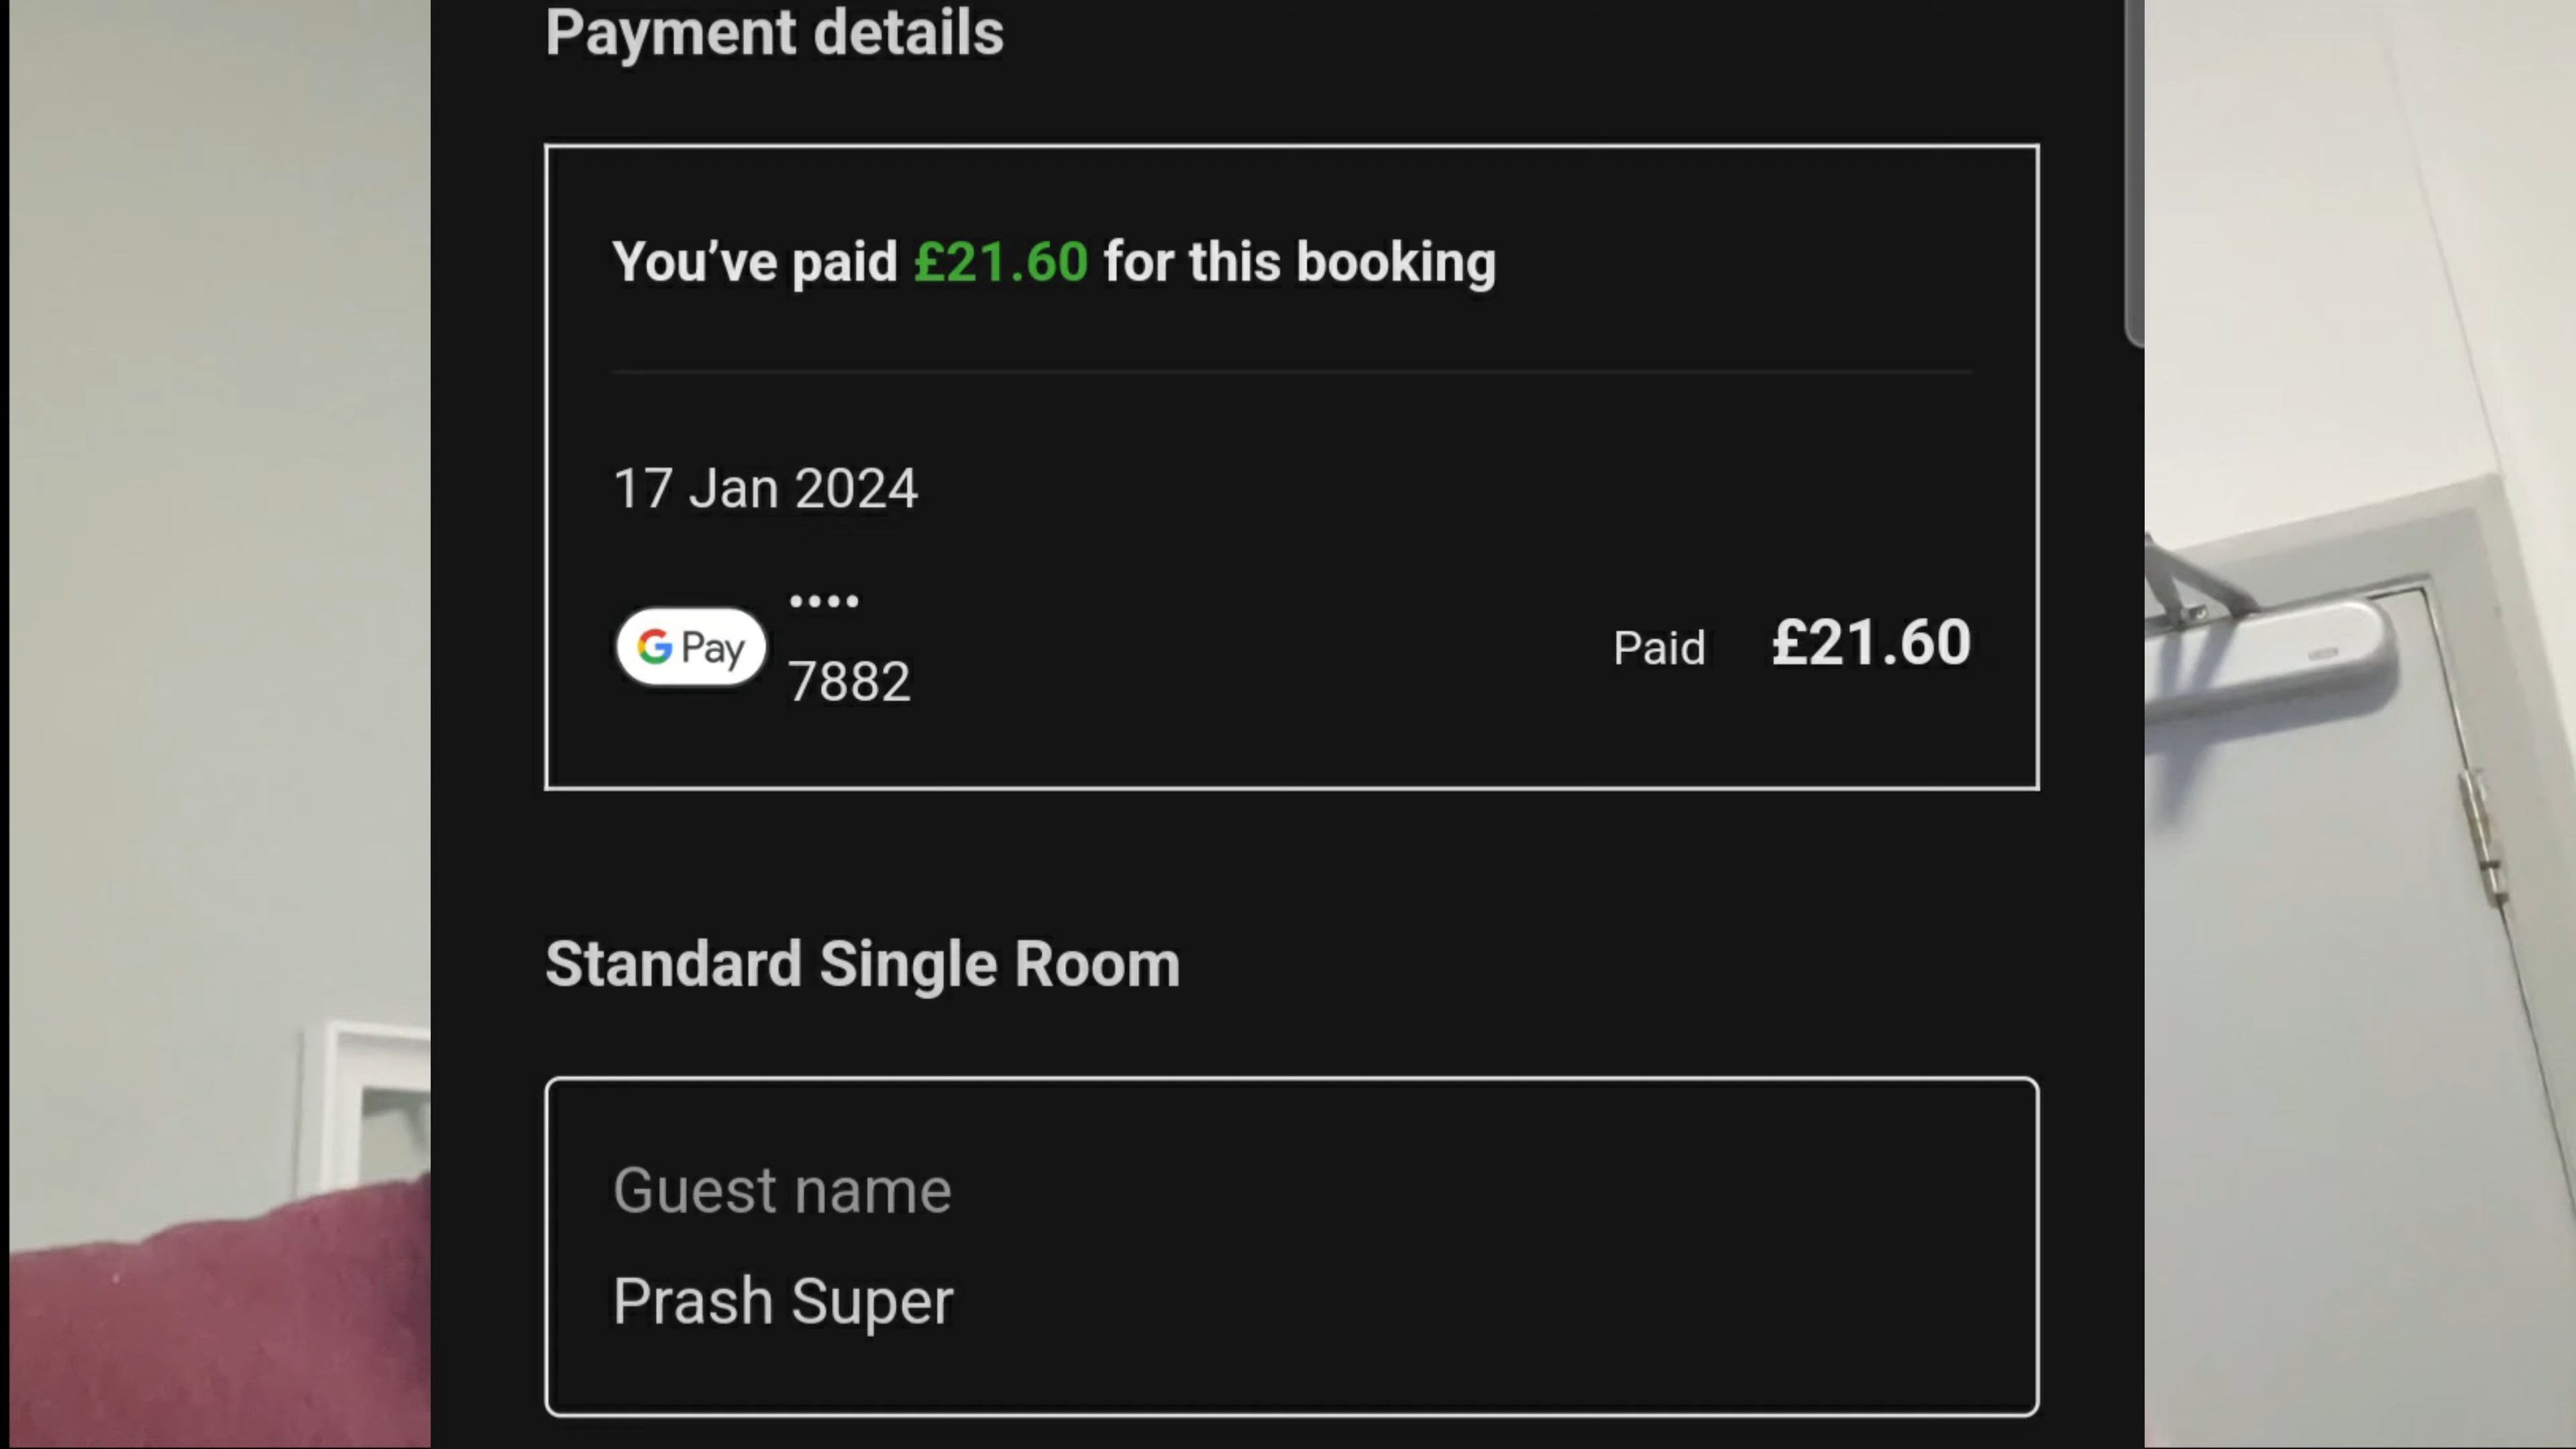 Payment details
You’ve paid £21.60 for this booking
17 Jan 2024
G Pay •••• 7882 Paid £21.60
Standard Single Room
Guest name
Prash Super